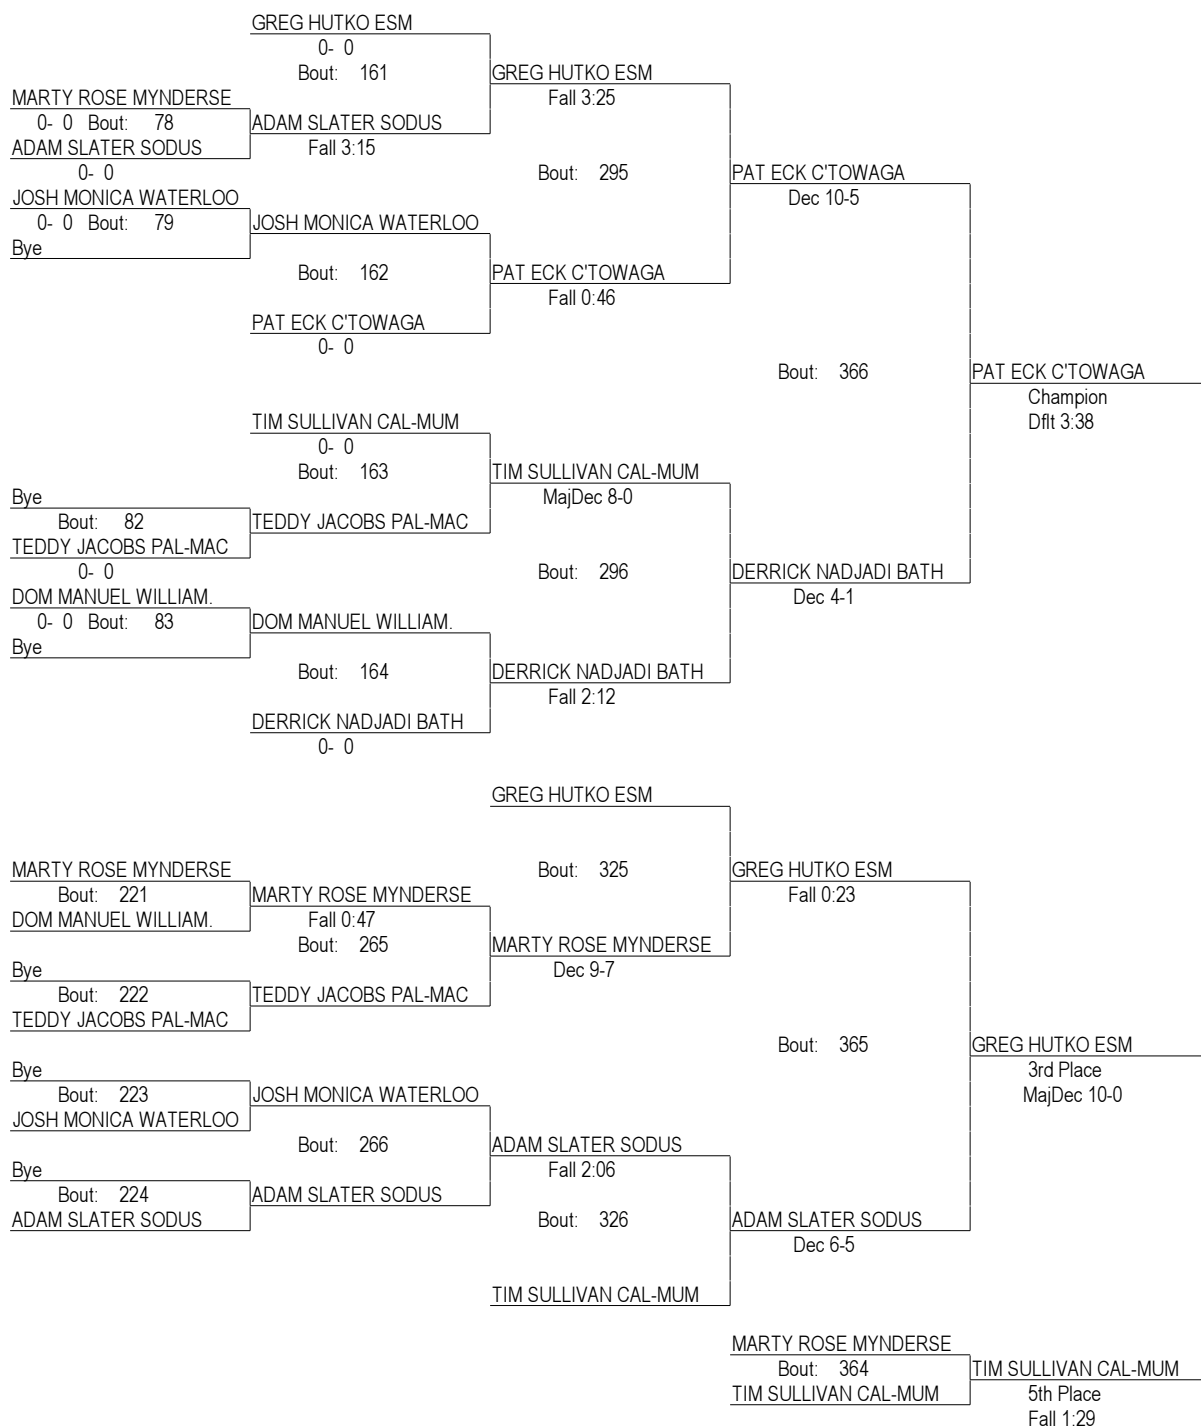 GREG HUTKO ESM
0- 0
Bout: 161
GREG HUTKO ESM
Fall 3:25
MARTY ROSE MYNDERSE
0- 0 Bout: 78
ADAM SLATER SODUS
Fall 3:15
ADAM SLATER SODUS
0- 0
Bout: 295
PAT ECK C'TOWAGA
Dec 10-5
JOSH MONICA WATERLOO
0- 0 Bout: 79
JOSH MONICA WATERLOO
Bye
Bout: 162
PAT ECK C'TOWAGA
Fall 0:46
PAT ECK C'TOWAGA
0- 0
Bout: 366
PAT ECK C'TOWAGA
Champion
Dflt 3:38
TIM SULLIVAN CAL-MUM
0- 0
Bout: 163
TIM SULLIVAN CAL-MUM
MajDec 8-0
Bye
Bout: 82
TEDDY JACOBS PAL-MAC
TEDDY JACOBS PAL-MAC
0- 0
Bout: 296
DERRICK NADJADI BATH
Dec 4-1
DOM MANUEL WILLIAM.
0- 0 Bout: 83
DOM MANUEL WILLIAM.
Bye
Bout: 164
DERRICK NADJADI BATH
Fall 2:12
DERRICK NADJADI BATH
0- 0
GREG HUTKO ESM
Bout: 325
GREG HUTKO ESM
Fall 0:23
MARTY ROSE MYNDERSE
Bout: 221
MARTY ROSE MYNDERSE
Fall 0:47
DOM MANUEL WILLIAM.
Bout: 265
MARTY ROSE MYNDERSE
Dec 9-7
Bye
Bout: 222
TEDDY JACOBS PAL-MAC
TEDDY JACOBS PAL-MAC
Bout: 365
GREG HUTKO ESM
3rd Place
MajDec 10-0
Bye
Bout: 223
JOSH MONICA WATERLOO
JOSH MONICA WATERLOO
Bout: 266
ADAM SLATER SODUS
Fall 2:06
Bye
Bout: 224
ADAM SLATER SODUS
ADAM SLATER SODUS
Bout: 326
ADAM SLATER SODUS
Dec 6-5
TIM SULLIVAN CAL-MUM
MARTY ROSE MYNDERSE
Bout: 364
TIM SULLIVAN CAL-MUM
TIM SULLIVAN CAL-MUM
5th Place
Fall 1:29